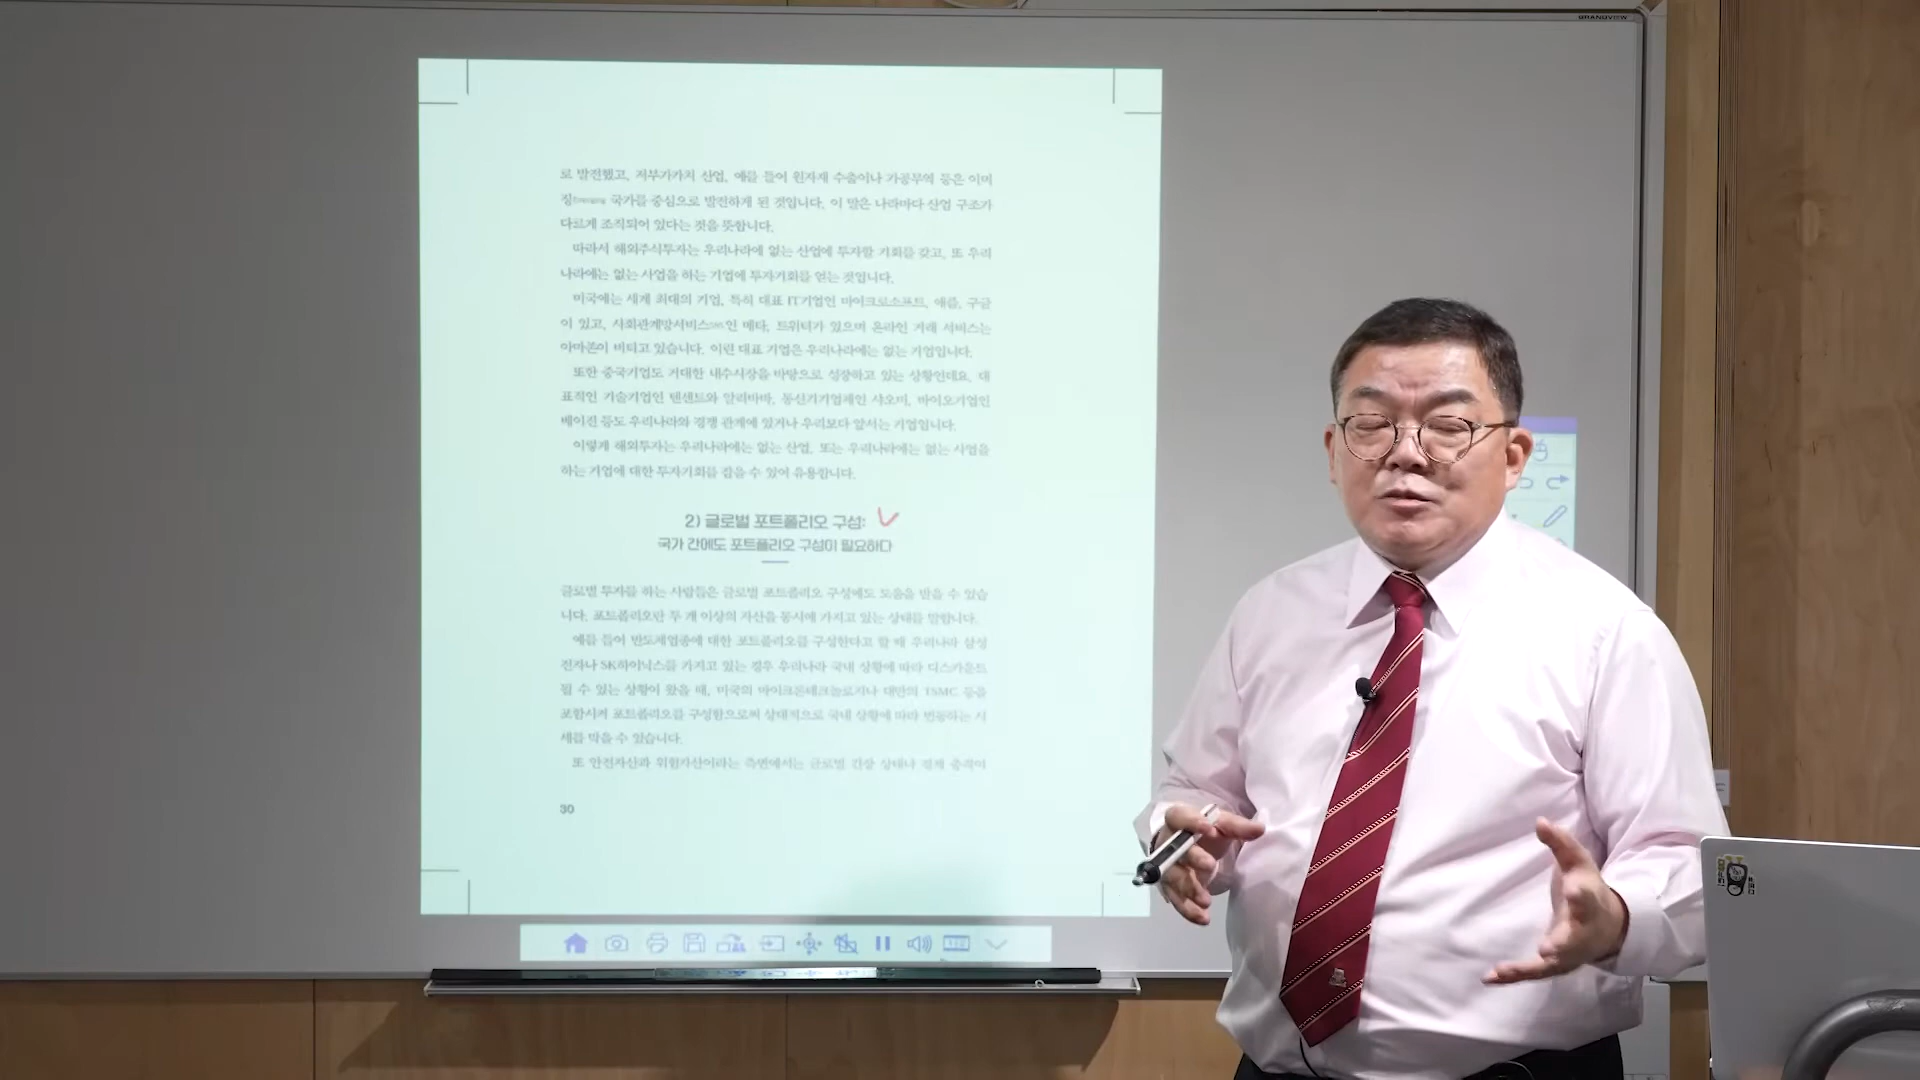 BRANDVIEW
로 발전했고, 저부가가치 산업, 예를 들어 원자재 수출이나 가공무역 등은 이머
징Emerging 국가를 중심으로 발전하게 된 것입니다. 이 말은 나라마다 산업 구조가
다르게 조직되어 있다는 것을 뜻합니다.
따라서 해외주식투자는 우리나라에 없는 산업에 투자할 기회를 갖고, 또 우리
나라에는 없는 사업을 하는 기업에 투자기회를 얻는 것입니다.
미국에는 세계 최대의 기업, 특히 대표 IT기업인 마이크로소프트, 애플, 구글
이 있고, 사회관계망서비스SNS인 메타, 트위터가 있으며 온라인 거래 서비스는
아마존이 버티고 있습니다. 이런 대표 기업은 우리나라에는 없는 기업입니다.
또한 중국기업도 거대한 내수시장을 바탕으로 성장하고 있는 상황인데요. 대
표적인 기술기업인 텐센트와 알리바바, 통신기기업체인 샤오미, 바이오기업인
베이진 등도 우리나라와 경쟁 관계에 있거나 우리보다 앞서는 기업입니다.
이렇게 해외투자는 우리나라에는 없는 산업, 또는 우리나라에는 없는 사업을
하는 기업에 대한 투자기회를 잡을 수 있어 유용합니다.
2) 글로벌 포트폴리오 구성:
국가 간에도 포트폴리오 구성이 필요하다
글로벌 투자를 하는 사람들은 글로벌 포트폴리오 구성에도 도움을 받을 수 있습
니다. 포트폴리오란 두 개 이상의 자산을 동시에 가지고 있는 상태를 말합니다.
예를 들어 반도체업종에 대한 포트폴리오를 구성한다고 할 때 우리나라 삼성
전자나 SK하이닉스를 가지고 있는 경우 우리나라 국내 상황에 따라 디스카운트
될 수 있는 상황이 왔을 때, 미국의 마이크론테크놀로지나 대만의 TSMC 등을
포함시켜 포트폴리오를 구성함으로써 상대적으로 국내 상황에 따라 변동하는 시
세를 막을 수 있습니다.
또 안전자산과 위험자산이라는 측면에서는 글로벌 긴장 상태나 경제 충격이
30